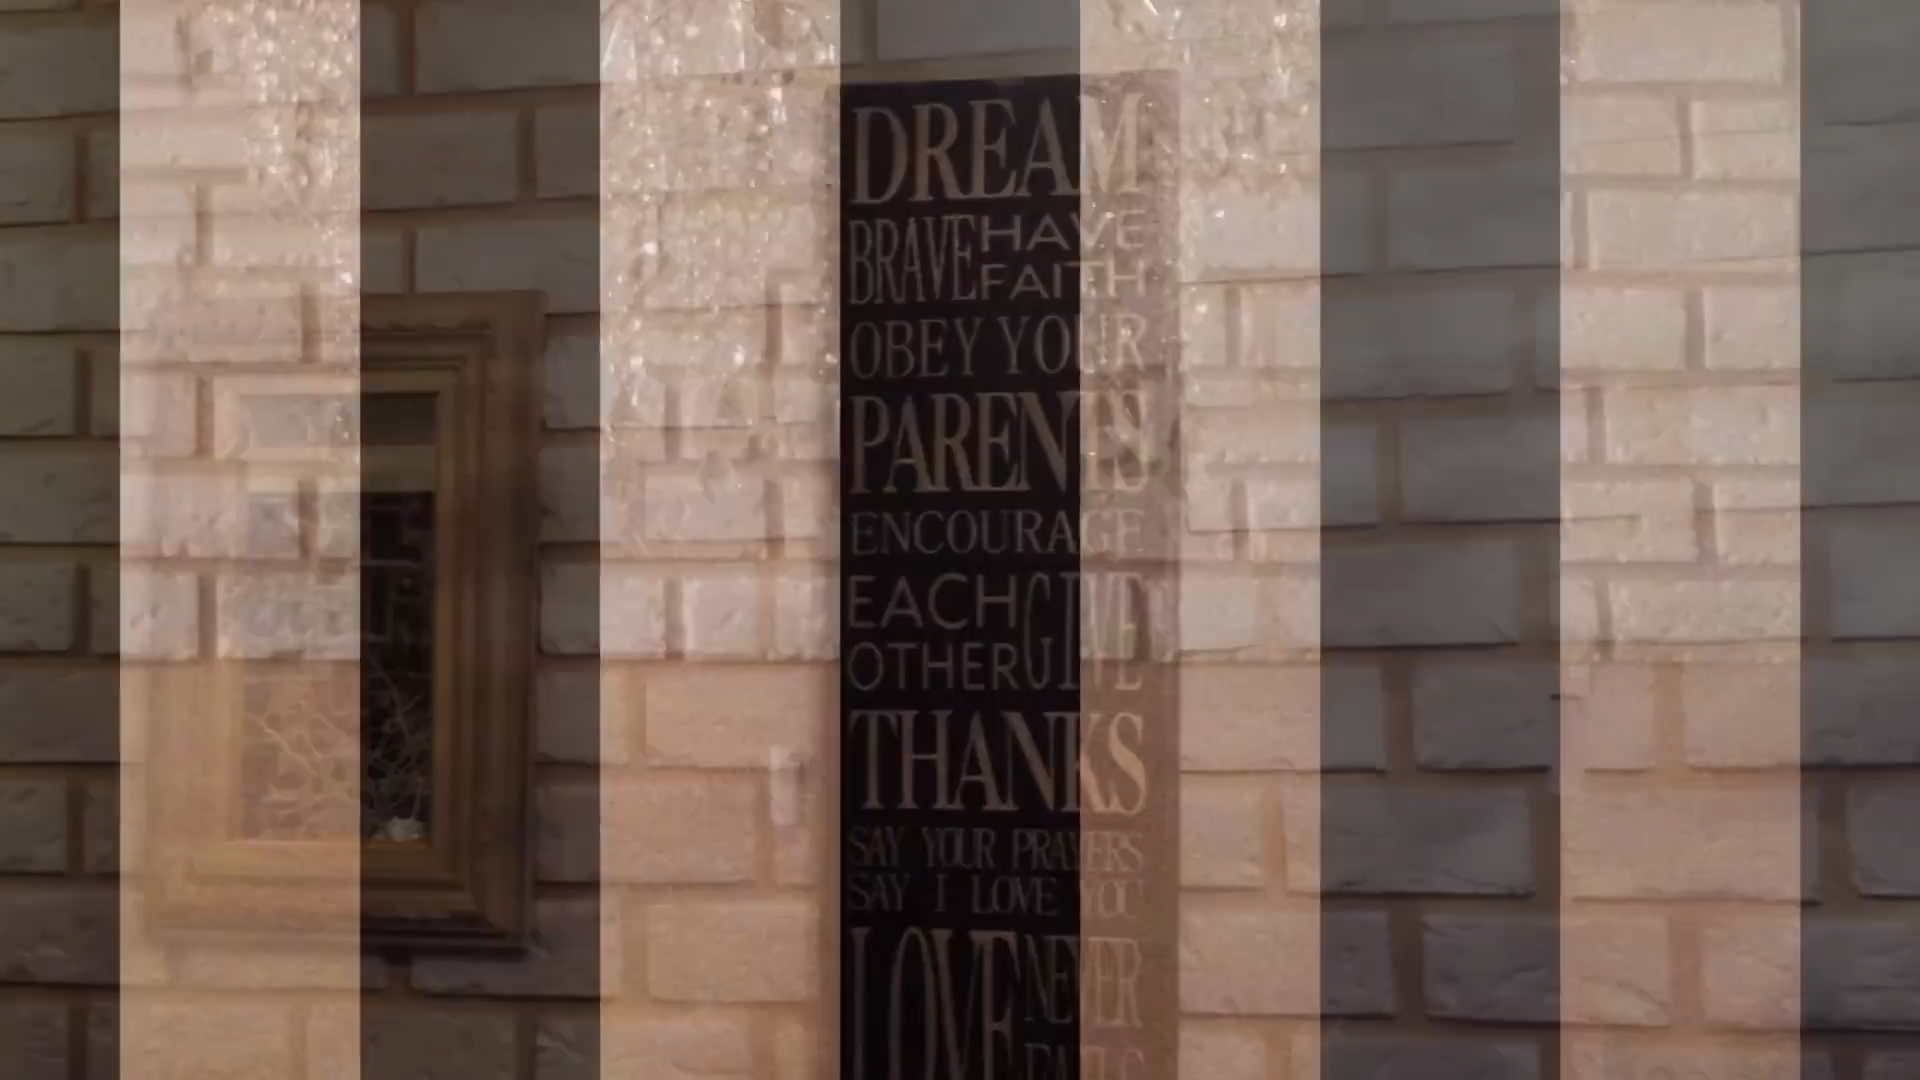 DREAM
BRAVE HAVE
FAITH
OBEY YOUR
PARENTS
ENCOURAGE
EACH GIVE
OTHER
THANKS
SAY YOUR PRAYERS
SAY I LOVE YOU
LOVE NEVER
FAILS